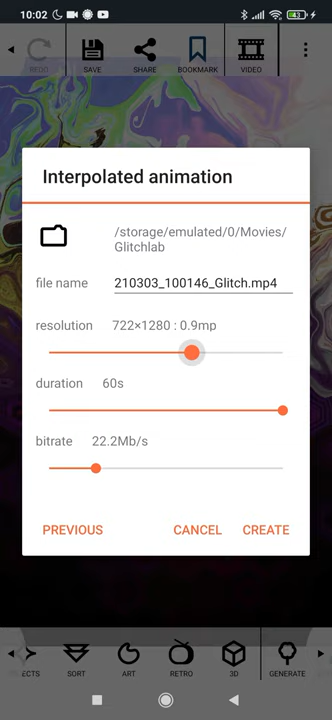 10:02
43
REDO
SAVE
SHARE
BOOKMARK
VIDEO
Interpolated animation
/storage/emulated/0/Movies/
Glitchlab
file name
210303_100146_Glitch.mp4
resolution
722×1280 : 0.9mp
duration
60s
bitrate
22.2Mb/s
PREVIOUS
CANCEL
CREATE
ECTS
SORT
ART
RETRO
3D
GENERATE